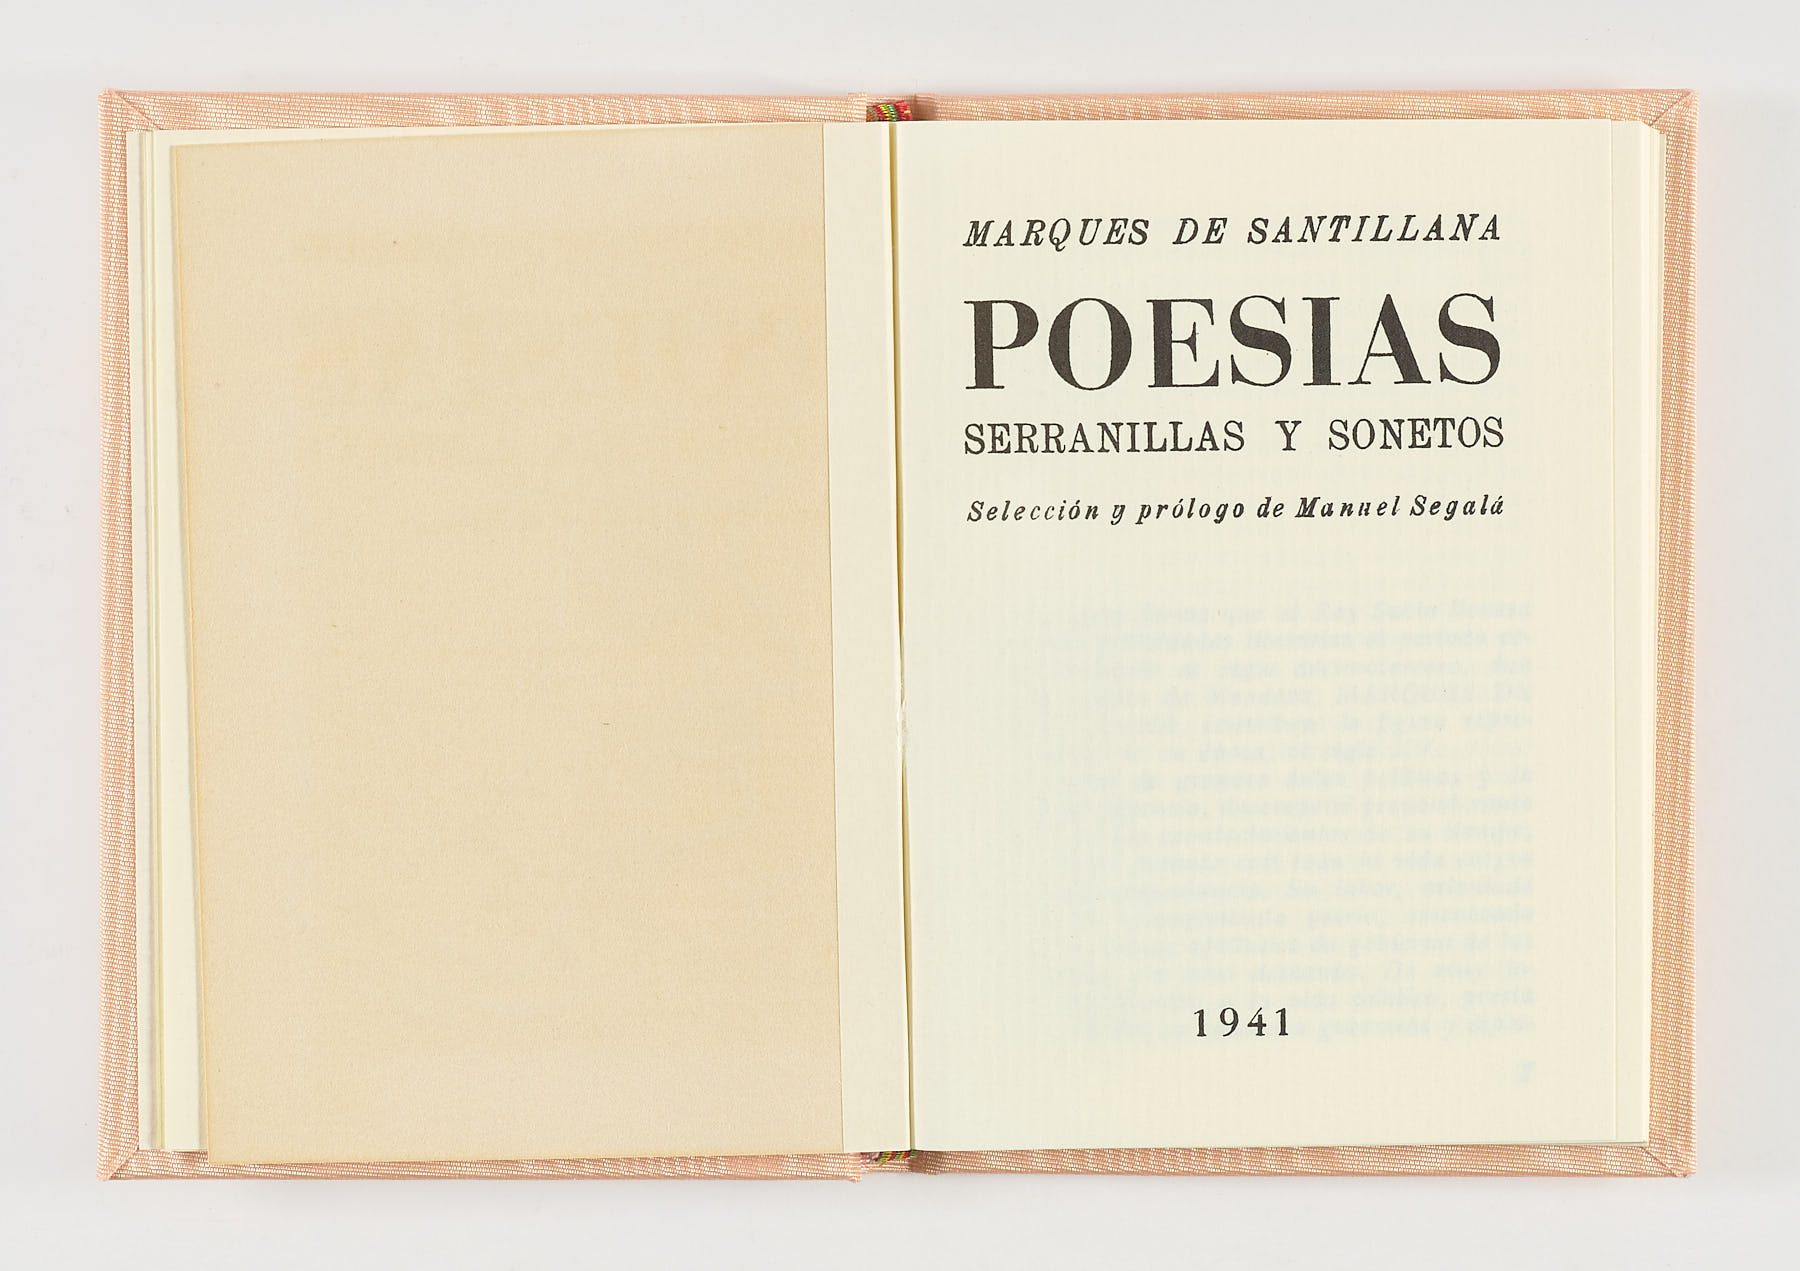 MARQUES DE SANTILLANA
POESIAS
SERRANILLAS Y SONETOS
Selección y prólogo de Manuel Segalá
1941